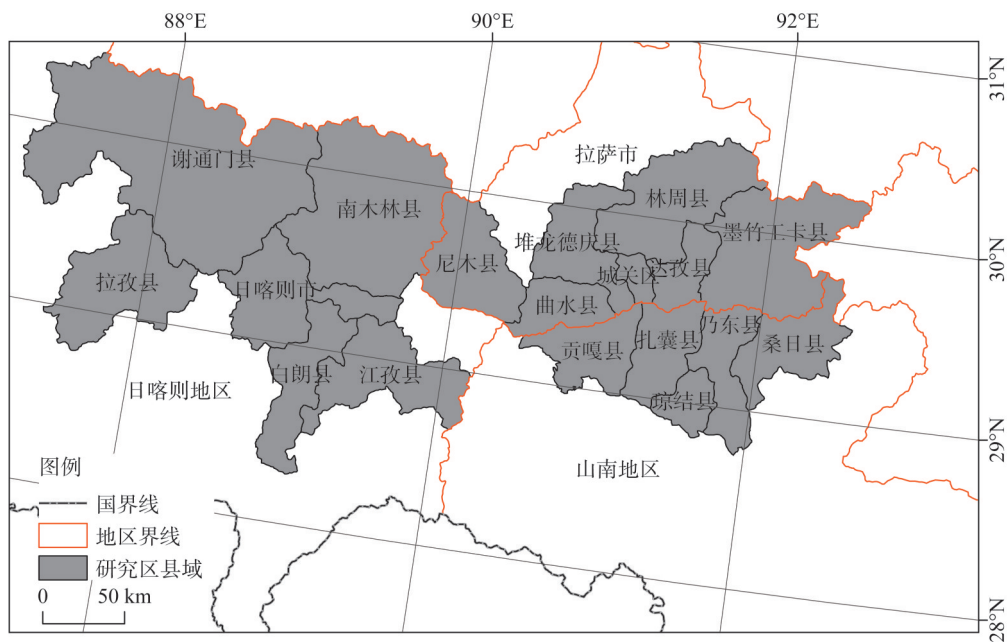 88°E
90°E
92°E
31°N
拉萨市
谢通门县
林周县
南木林县
墨竹工卡县
堆龙德庆县
尼木县
30°N
城关区
达孜县
拉孜县
日喀则市
曲水县
乃东县
贡嘎县
扎囊县
桑日县
白朗县
江孜县
日喀则地区
琼结县
29°N
山南地区
图例
国界线
地区界线
研究区县域
0 50 km
28°N